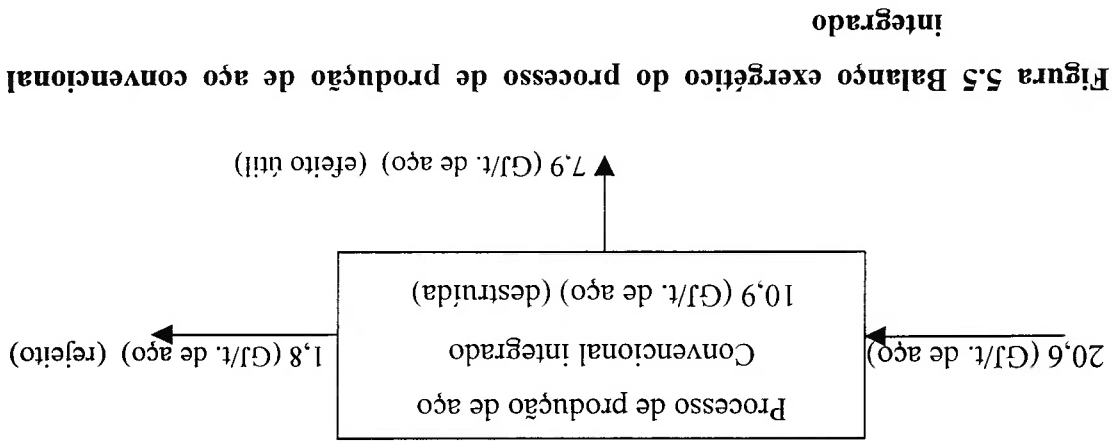 Processo de produção de aço
Convencional integrado
10,9 (GJ/t. de aço) (destruída)
20,6 (GJ/t. de aço)
1,8 (GJ/t. de aço) (rejeito)
7,9 (GJ/t. de aço) (efeito útil)
Figura 5.5 Balanço exergético do processo de produção de aço convencional
integrado